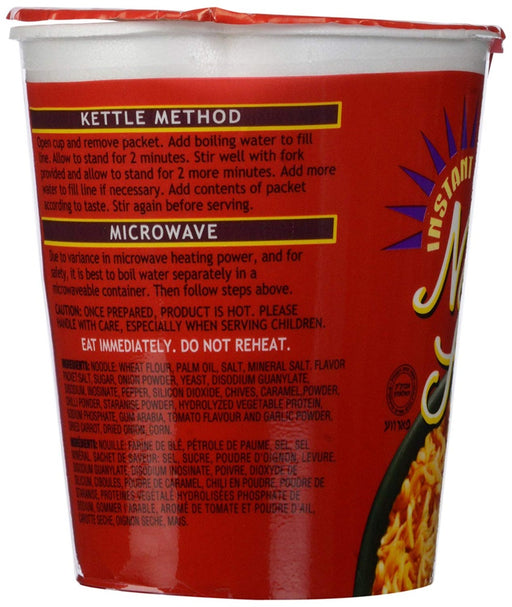 KETTLE METHOD
Open cup and remove packet. Add boiling water to fill
line. Allow to stand for 2 minutes. Stir well with fork
provided and allow to stand for 2 more minutes. Add more
water to fill line if necessary. Add contents of packet
according to taste. Stir again before serving.
MICROWAVE
Due to variance in microwave heating power, and for
safety, it is best to boil water separately in a
microwaveable container. Then follow steps above.
CAUTION: ONCE PREPARED, PRODUCT IS HOT. PLEASE
HANDLE WITH CARE, ESPECIALLY WHEN SERVING CHILDREN.
EAT IMMEDIATELY. DO NOT REHEAT.
INGREDIENTS: NOODLE: WHEAT FLOUR, PALM OIL, SALT, MINERAL SALT. FLAVOR
PACKET:SALT, SUGAR, ONION POWDER, YEAST, DISODIUM GUANYLATE,
DISODIUM, INOSINATE, PEPPER, SILICON DIOXIDE, CHIVES, CARAMEL,POWDER,
CHILLI POWDER, STARANISE POWDER, HYDROLYZED VEGETABLE PROTEIN,
SODIUM PHOSPHATE, GUM ARABIA, TOMATO FLAVOUR AND GARLIC POWDER,
DRIED CARROT, DRIED ONION, CORN.
INGRÉDIENTS: NOUILLE: FARINE DE BLÉ, PÉTROLE DE PAUME, SEL, SEL
MINÉRAL. SACHET DE SAVEUR: SEL, SUCRE, POUDRE D'OIGNON, LEVURE,
DISODIUM GUANYLATE, DISODIUM INOSINATE, POIVRE, DIOXYDE DE
SILICIUM, CIBOULES, POUDRE DE CARAMEL, CHILI EN POUDRE, POUDRE DE
STARANISE, PROTÉINES VÉGÉTALE HYDROLISÉES PHOSPHATE DE
SODIUM, GOMMER L'ARABLE, ARÔME DE TOMATE ET POUDRE D'AIL,
CAROTTE SECHE, OIGNON SECHE, MAIS.
INSTANT